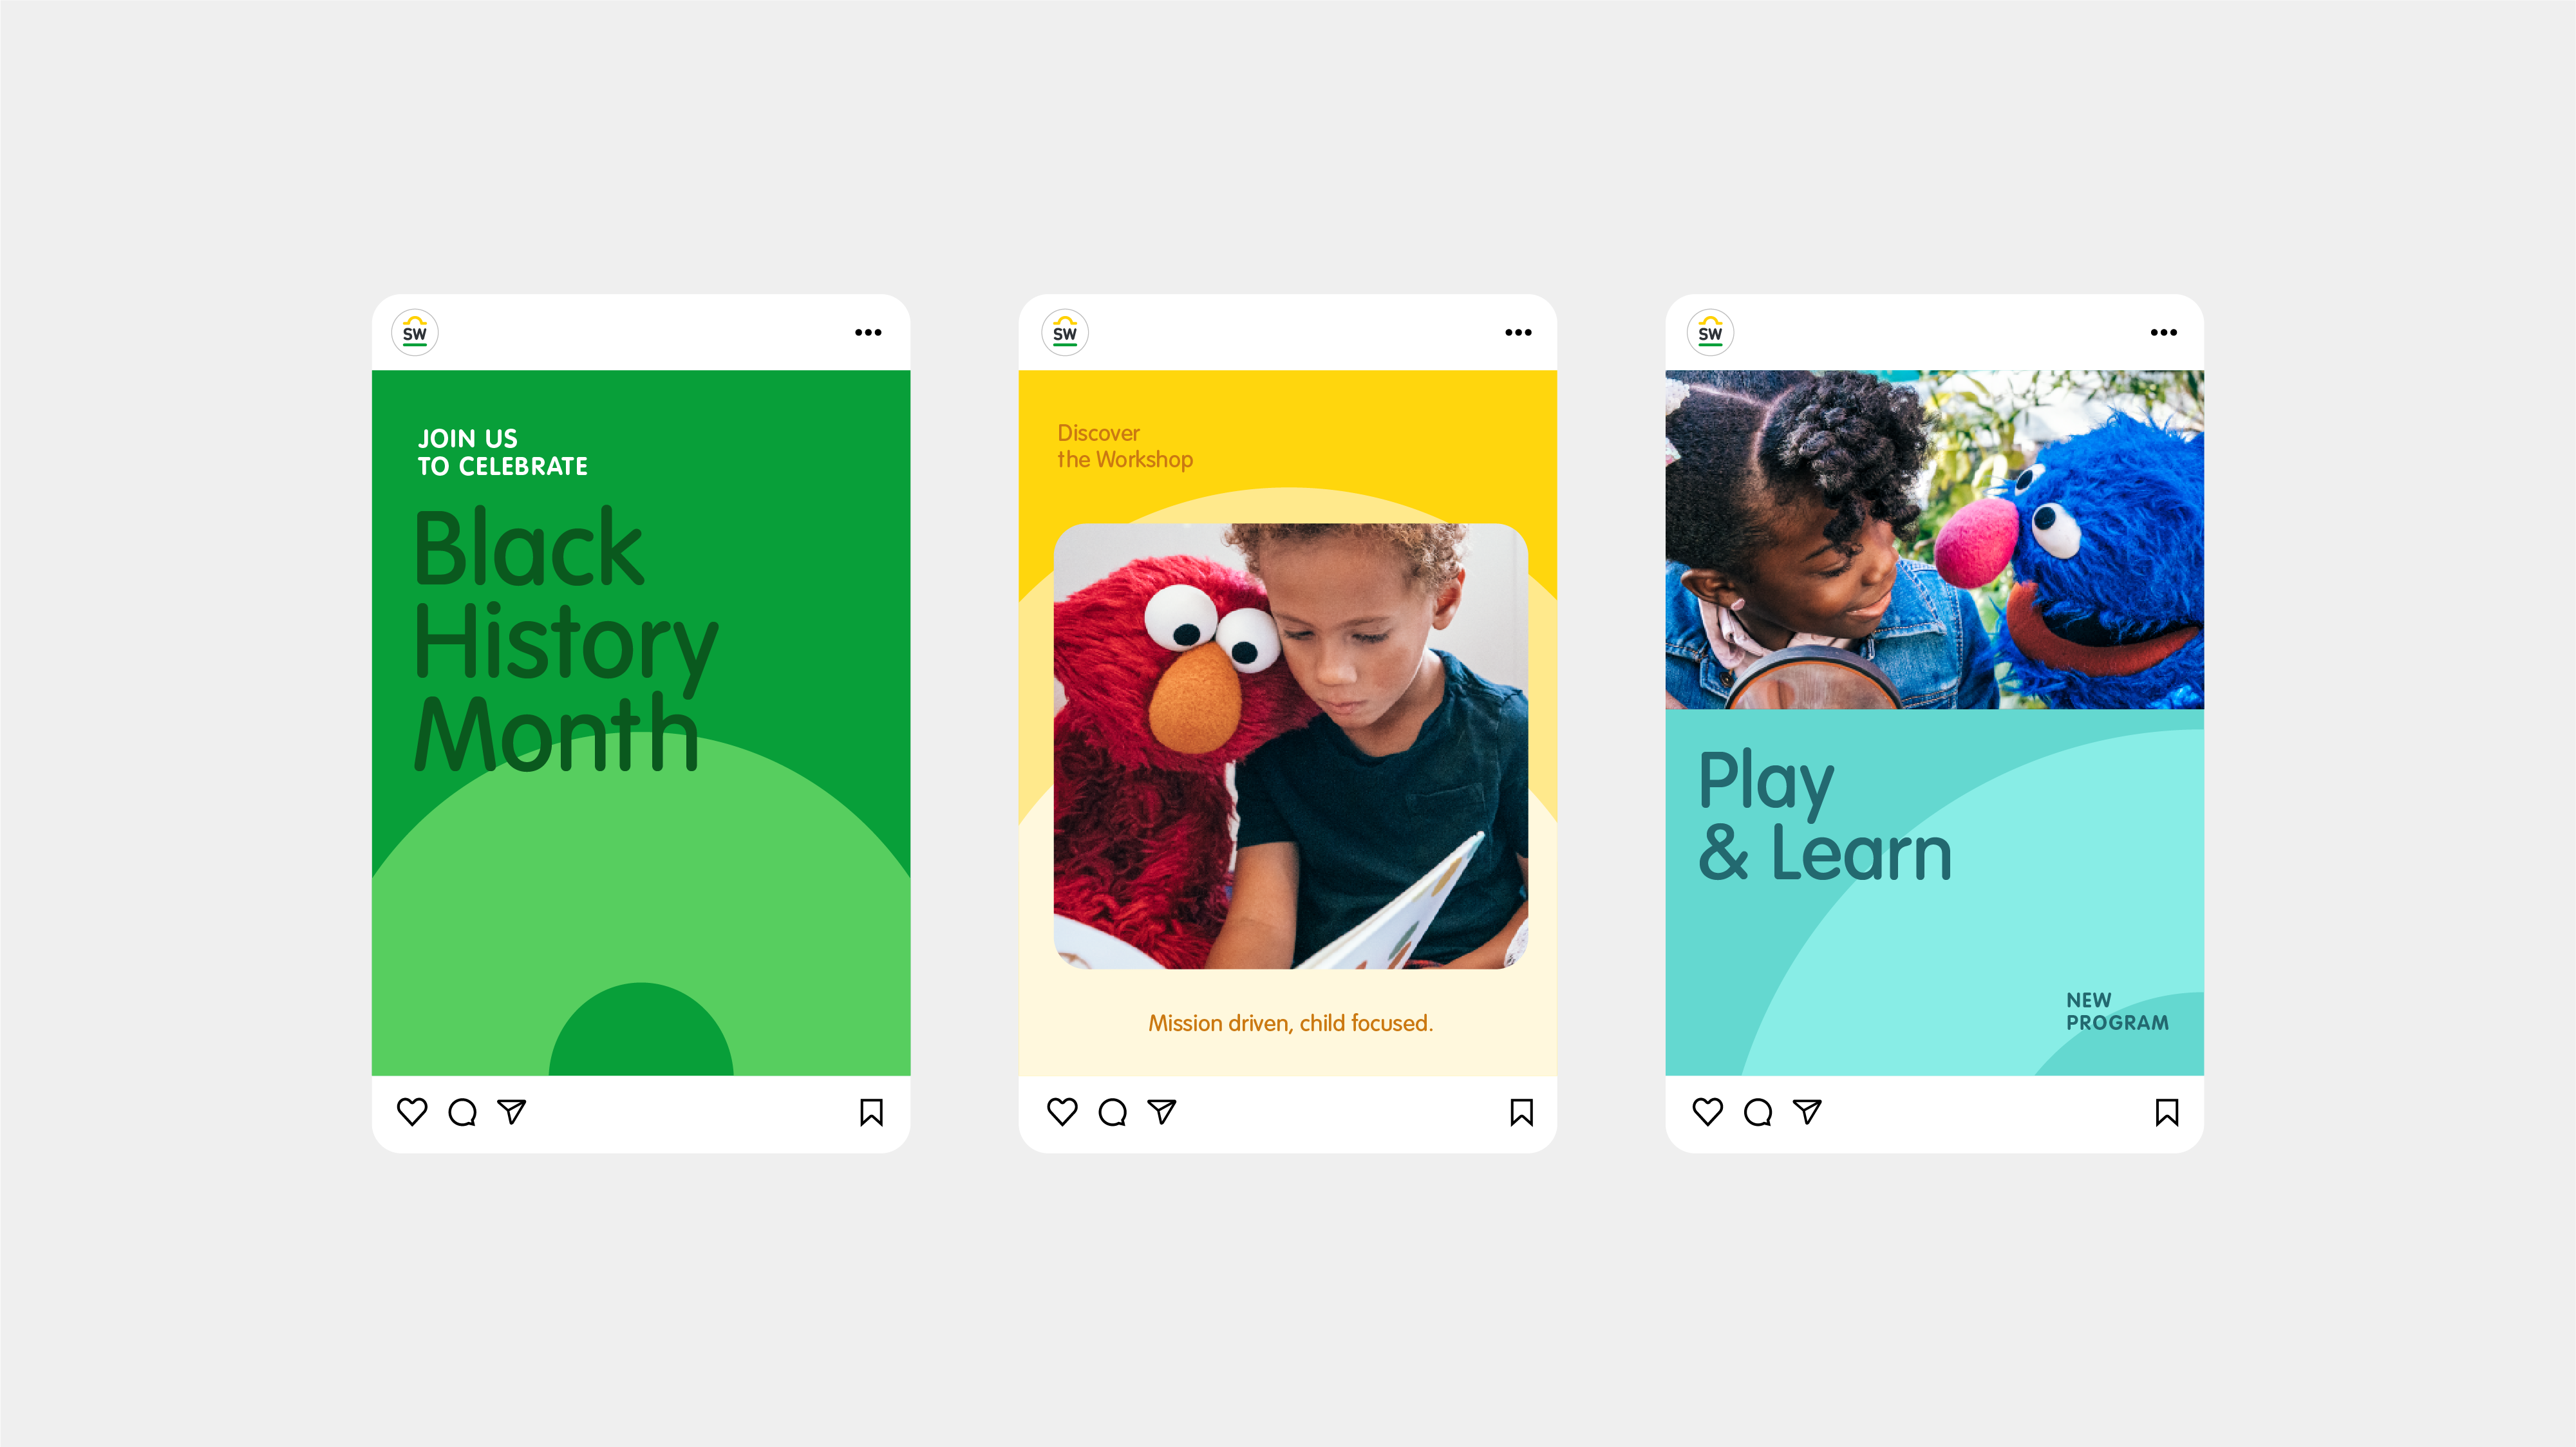 SW
JOIN US
TO CELEBRATE
Black
History
Month
SW
Discover
the Workshop
Mission driven, child focused.
SW
Play
& Learn
NEW
PROGRAM